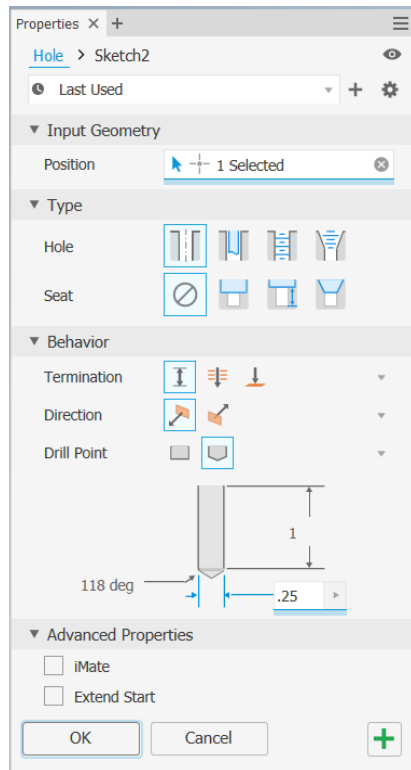 Properties × +
Hole > Sketch2
Last Used
Input Geometry
Position 1 Selected
Type
Hole
Seat
Behavior
Termination
Direction
Drill Point
1
118 deg
.25
Advanced Properties
iMate
Extend Start
OK Cancel